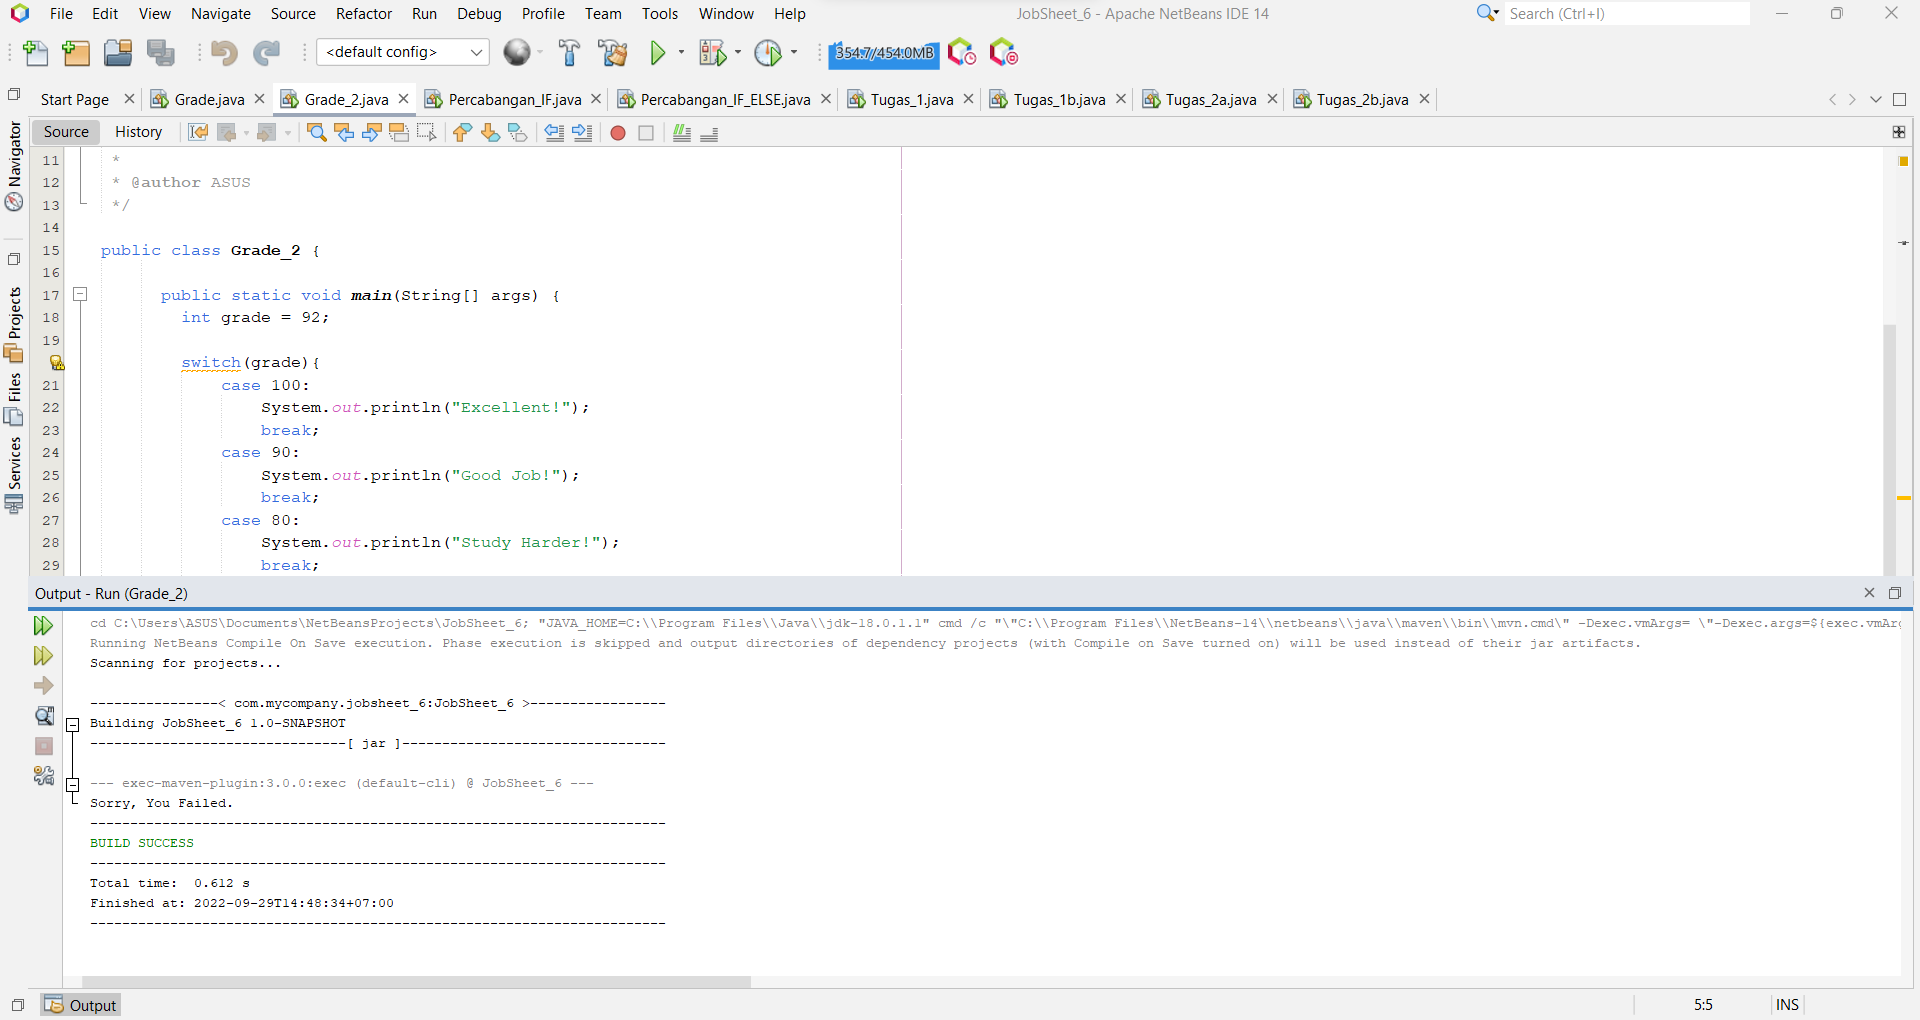 File Edit View Navigate Source Refactor Run Debug Profile Team Tools Window Help JobSheet_6 - Apache NetBeans IDE 14 Search (Ctrl+I)
<default config> 354.7/454.0MB
Start Page Grade.java Grade_2.java Percabangan_IF.java Percabangan_IF_ELSE.java Tugas_1.java Tugas_1b.java Tugas_2a.java Tugas_2b.java
Source History
Navigator
Projects
Files
Services
11 *
12 * @author ASUS
13 */
14
15 public class Grade_2 {
16
17 public static void main(String[] args) {
18 int grade = 92;
19
switch(grade){
21 case 100:
22 System.out.println("Excellent!");
23 break;
24 case 90:
25 System.out.println("Good Job!");
26 break;
27 case 80:
28 System.out.println("Study Harder!");
29 break;
Output - Run (Grade_2)
cd C:\Users\ASUS\Documents\NetBeansProjects\JobSheet_6; "JAVA_HOME=C:\\Program Files\\Java\\jdk-18.0.1.1" cmd /c "\"C:\\Program Files\\NetBeans-14\\netbeans\\java\\maven\\bin\\mvn.cmd\" -Dexec.vmArgs= \"-Dexec.args=${exec.vmArg
Running NetBeans Compile On Save execution. Phase execution is skipped and output directories of dependency projects (with Compile on Save turned on) will be used instead of their jar artifacts.
Scanning for projects...
----------------< com.mycompany.jobsheet_6:JobSheet_6 >-----------------
Building JobSheet_6 1.0-SNAPSHOT
--------------------------------[ jar ]---------------------------------
--- exec-maven-plugin:3.0.0:exec (default-cli) @ JobSheet_6 ---
Sorry, You Failed.
------------------------------------------------------------------------
BUILD SUCCESS
------------------------------------------------------------------------
Total time:  0.612 s
Finished at: 2022-09-29T14:48:34+07:00
------------------------------------------------------------------------
Output 5:5 INS